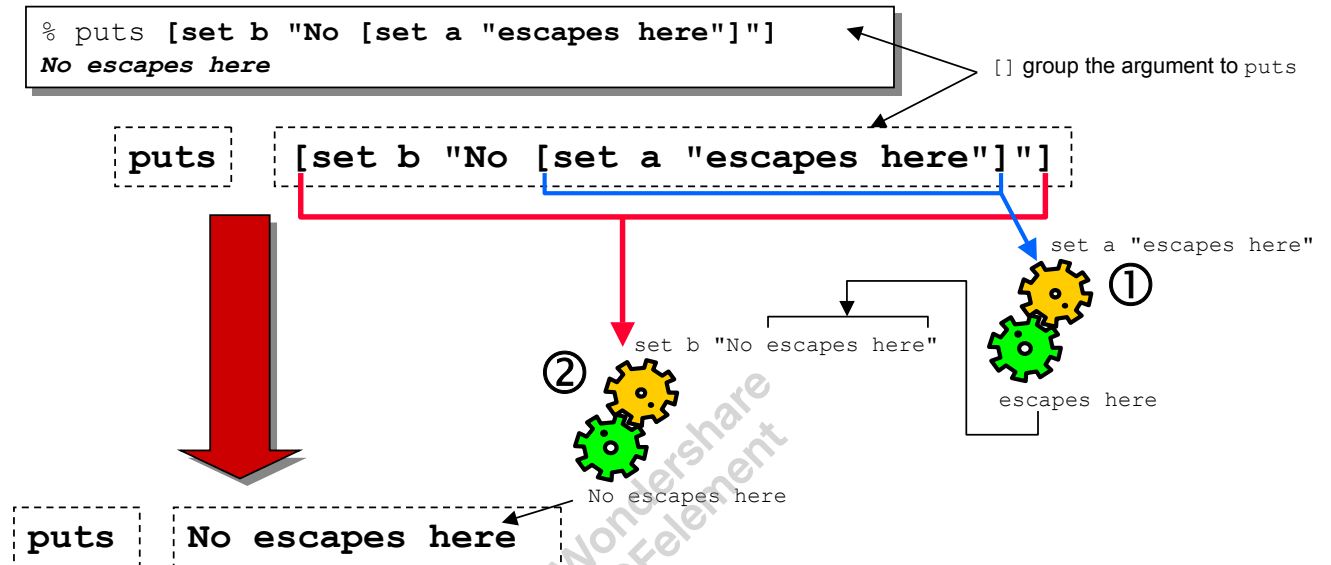 % puts [set b "No [set a "escapes here"]"]
No escapes here
[] group the argument to puts
puts [set b "No [set a "escapes here"]"]
set a "escapes here"
①
set b "No escapes here"
②
escapes here
No escapes here
puts No escapes here
Wondershare
PDFelement